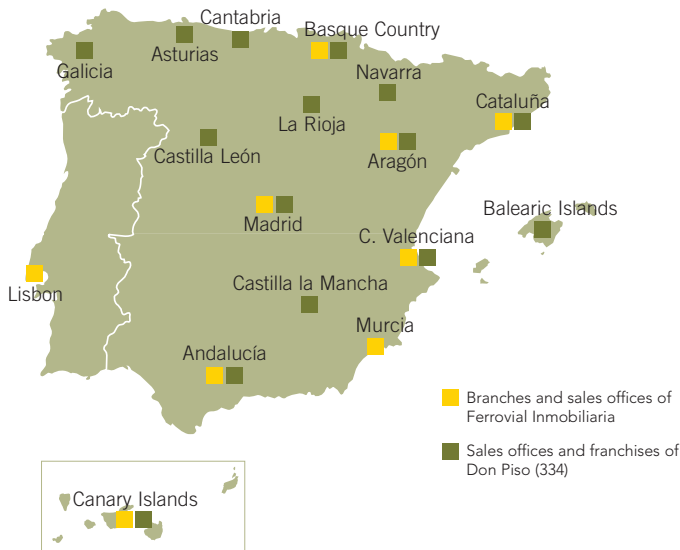 Cantabria
Basque Country
Asturias
Galicia
Navarra
Cataluña
La Rioja
Castilla León
Aragón
Balearic Islands
Madrid
C. Valenciana
Castilla la Mancha
Lisbon
Murcia
Andalucía
Branches and sales offices of
Ferrovial Inmobiliaria
Sales offices and franchises of
Don Piso (334)
Canary Islands